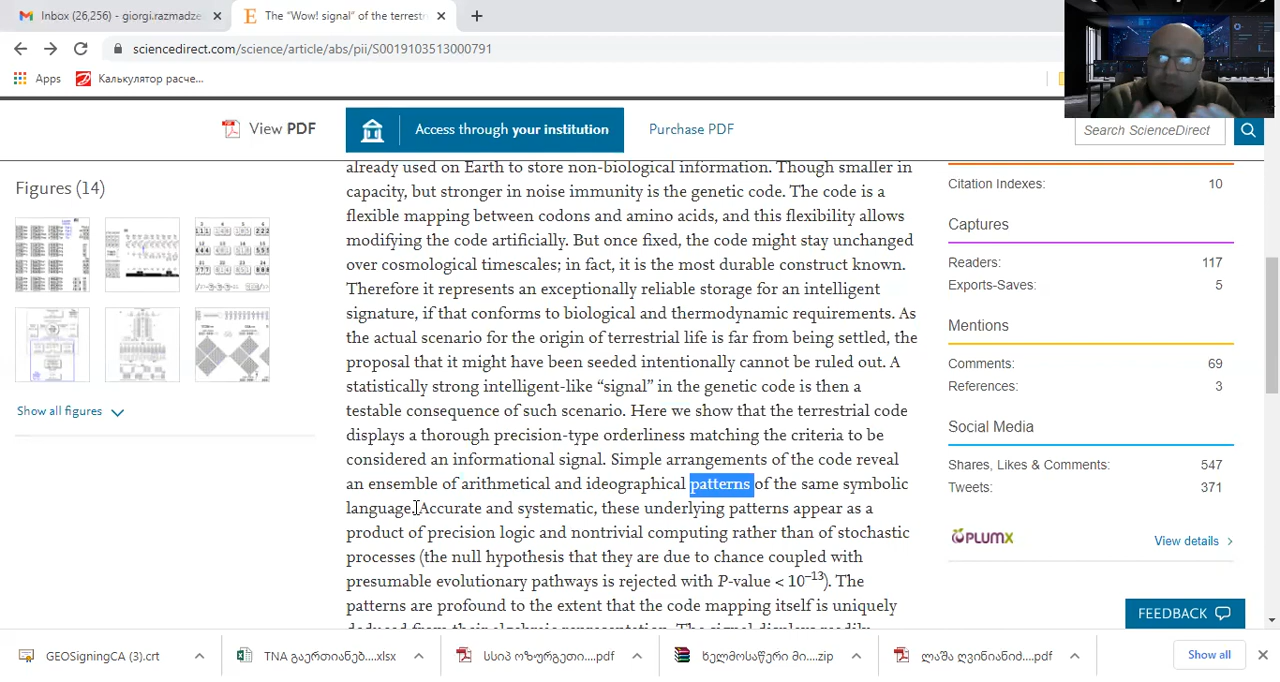 Inbox (26,256) - giorgi.razmadze
The “Wow! signal” of the terrestr
sciencedirect.com/science/article/abs/pii/S0019103513000791
Apps
Калькулятор расче...
View PDF
Access through your institution
Purchase PDF
Search ScienceDirect
Figures (14)
Show all figures
already used on Earth to store non-biological information. Though smaller in
capacity, but stronger in noise immunity is the genetic code. The code is a
flexible mapping between codons and amino acids, and this flexibility allows
modifying the code artificially. But once fixed, the code might stay unchanged
over cosmological timescales; in fact, it is the most durable construct known.
Therefore it represents an exceptionally reliable storage for an intelligent
signature, if that conforms to biological and thermodynamic requirements. As
the actual scenario for the origin of terrestrial life is far from being settled, the
proposal that it might have been seeded intentionally cannot be ruled out. A
statistically strong intelligent-like “signal” in the genetic code is then a
testable consequence of such scenario. Here we show that the terrestrial code
displays a thorough precision-type orderliness matching the criteria to be
considered an informational signal. Simple arrangements of the code reveal
an ensemble of arithmetical and ideographical patterns of the same symbolic
language. Accurate and systematic, these underlying patterns appear as a
product of precision logic and nontrivial computing rather than of stochastic
processes (the null hypothesis that they are due to chance coupled with
presumable evolutionary pathways is rejected with P-value < 10⁻¹³). The
patterns are profound to the extent that the code mapping itself is uniquely
deduced from their algebraic representation. The signal displays readily
Citation Indexes: 10
Captures
Readers: 117
Exports-Saves: 5
Mentions
Comments: 69
References: 3
Social Media
Shares, Likes & Comments: 547
Tweets: 371
PLUMX
View details
FEEDBACK
GEOSigningCA (3).crt
TNA გაერთიანებ....xlsx
სსიპ ოზურგეთი....pdf
ხელმოსაწერი მი....zip
ლაშა ღვინიანიძ....pdf
Show all